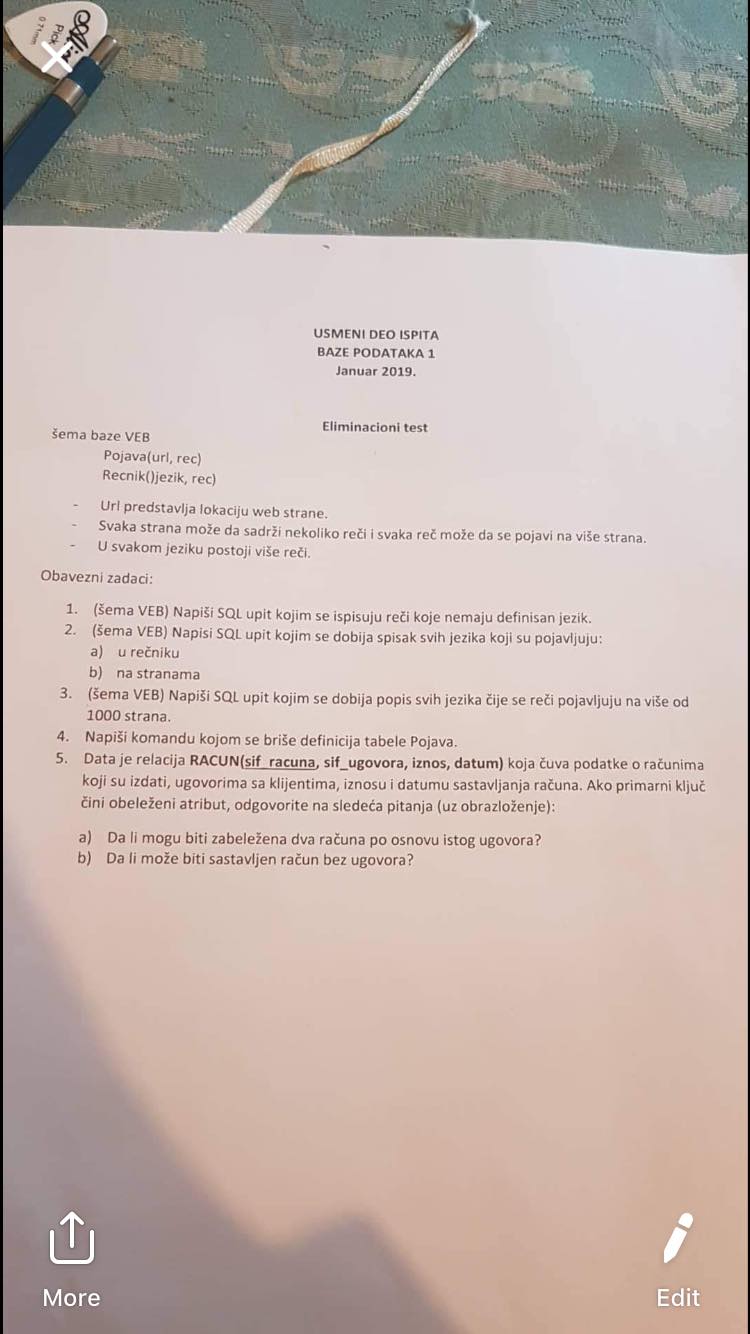 Pick
0.71mm
USMENI DEO ISPITA
BAZE PODATAKA 1
Januar 2019.
Eliminacioni test
šema baze VEB
Pojava(url, rec)
Recnik()jezik, rec)
- Url predstavlja lokaciju web strane.
- Svaka strana može da sadrži nekoliko reči i svaka reč može da se pojavi na više strana.
- U svakom jeziku postoji više reči.
Obavezni zadaci:
1. (šema VEB) Napiši SQL upit kojim se ispisuju reči koje nemaju definisan jezik.
2. (šema VEB) Napisi SQL upit kojim se dobija spisak svih jezika koji su pojavljuju:
a) u rečniku
b) na stranama
3. (šema VEB) Napiši SQL upit kojim se dobija popis svih jezika čije se reči pojavljuju na više od
1000 strana.
4. Napiši komandu kojom se briše definicija tabele Pojava.
5. Data je relacija RACUN(sif_racuna, sif_ugovora, iznos, datum) koja čuva podatke o računima
koji su izdati, ugovorima sa klijentima, iznosu i datumu sastavljanja računa. Ako primarni ključ
čini obeleženi atribut, odgovorite na sledeća pitanja (uz obrazloženje):
a) Da li mogu biti zabeležena dva računa po osnovu istog ugovora?
b) Da li može biti sastavljen račun bez ugovora?
More
Edit